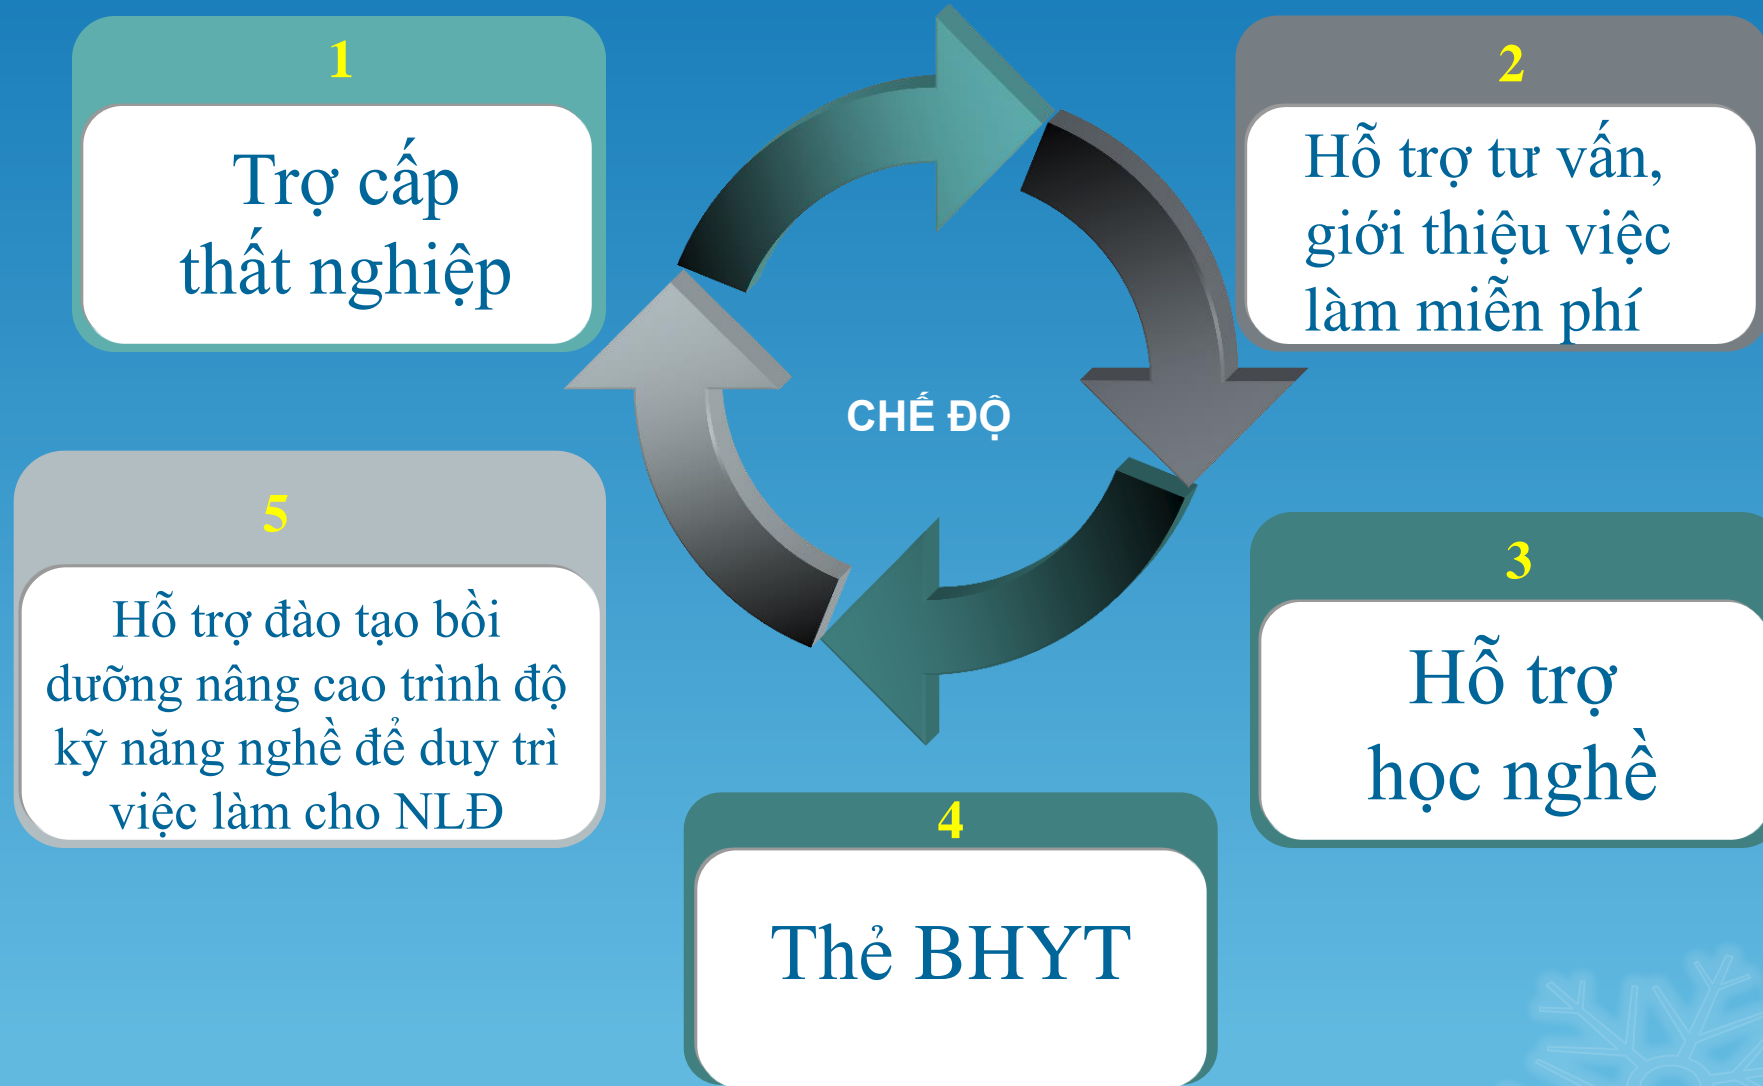 1
Trợ cấp
thất nghiệp
2
Hỗ trợ tư vấn,
giới thiệu việc
làm miễn phí
CHẾ ĐỘ
3
Hỗ trợ
học nghề
4
Thẻ BHYT
5
Hỗ trợ đào tạo bồi
dưỡng nâng cao trình độ
kỹ năng nghề để duy trì
việc làm cho NLĐ